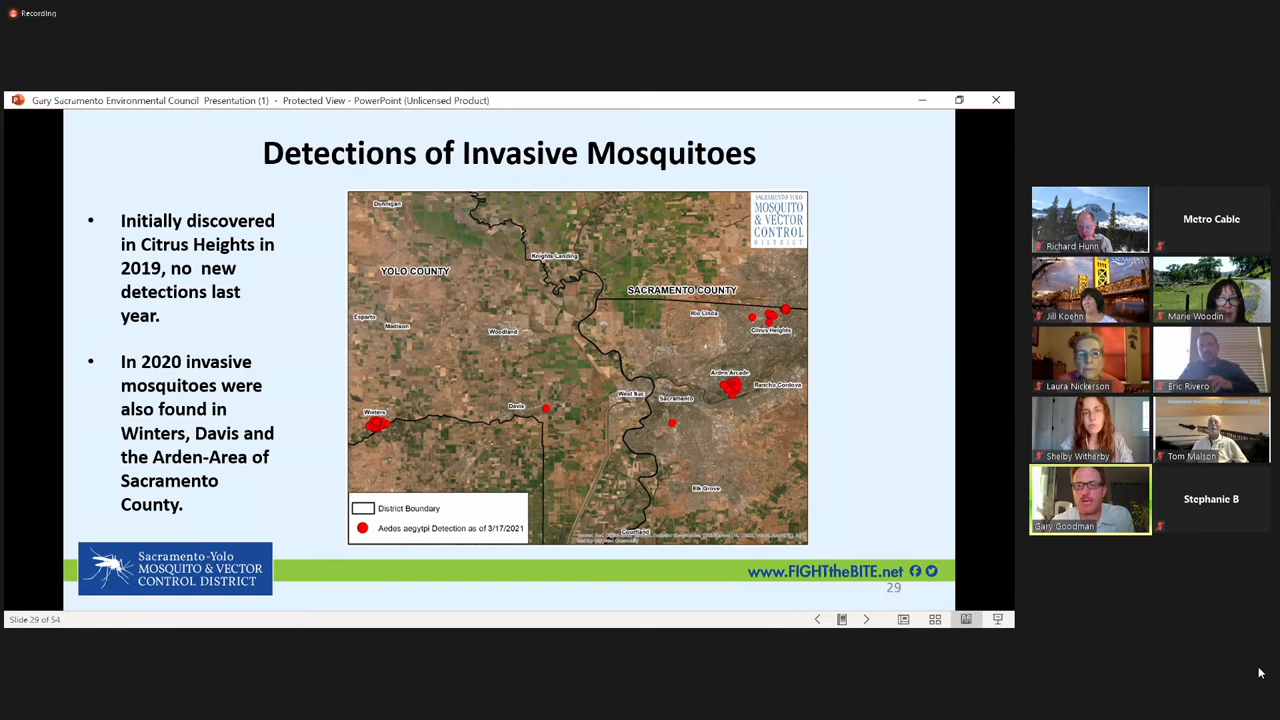 Recording
Gary Sacramento Environmental Council Presentation (1) - Protected View - PowerPoint (Unlicensed Product)
Detections of Invasive Mosquitoes
• Initially discovered
in Citrus Heights in
2019, no new
detections last
year.
• In 2020 invasive
mosquitoes were
also found in
Winters, Davis and
the Arden-Area of
Sacramento
County.
Dunnigan
SACRAMENTO-YOLO
MOSQUITO
& VECTOR
CONTROL
DISTRICT
Knights Landing
YOLO COUNTY
SACRAMENTO COUNTY
Rio Linda
Esparto
Madison
Woodland
Citrus Heights
Arden Arcade
Rancho Cordova
West Sac
Sacramento
Davis
Winters
Elk Grove
Courtland
District Boundary
Aedes aegytpi Detection as of 3/17/2021
Sacramento-Yolo
MOSQUITO & VECTOR
CONTROL DISTRICT
www.FIGHTtheBITE.net
29
Slide 29 of 54
Richard Hunn
Metro Cable
Jill Koehn
Marie Woodin
Laura Nickerson
Eric Rivero
Shelby Witherby
Tom Malson
Gary Goodman
Stephanie B